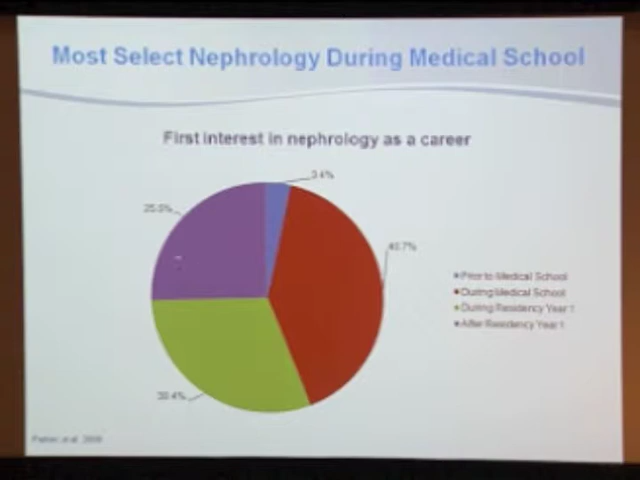 Most Select Nephrology During Medical School
First interest in nephrology as a career
3.4%
40.7%
30.4%
Prior to Medical School
During Medical School
During Residency Year 1
After Residency Year 1